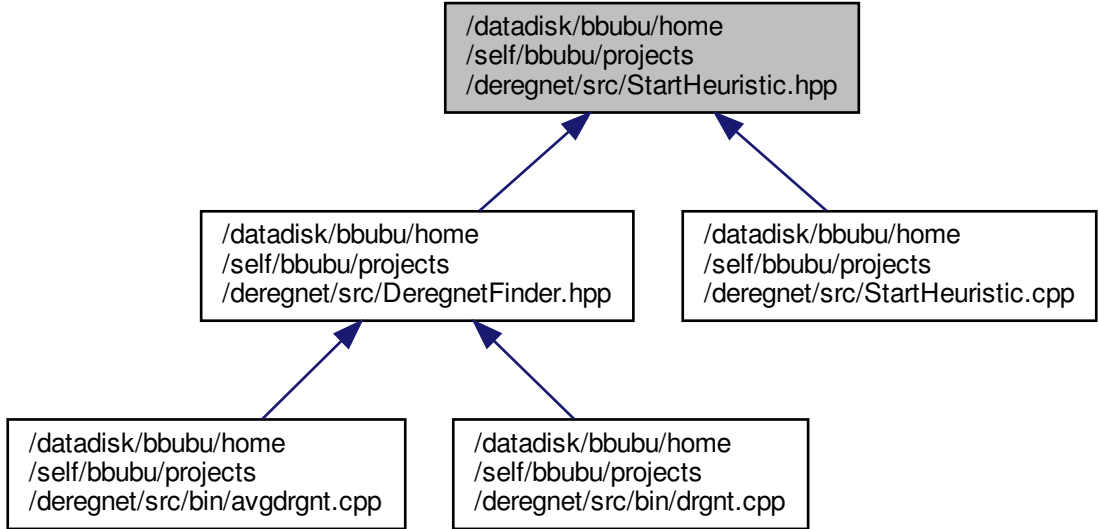 /datadisk/bbubu/home
/self/bbubu/projects
/deregnet/src/StartHeuristic.hpp
/datadisk/bbubu/home
/self/bbubu/projects
/deregnet/src/DeregnetFinder.hpp
/datadisk/bbubu/home
/self/bbubu/projects
/deregnet/src/StartHeuristic.cpp
/datadisk/bbubu/home
/self/bbubu/projects
/deregnet/src/bin/avgdrgnt.cpp
/datadisk/bbubu/home
/self/bbubu/projects
/deregnet/src/bin/drgnt.cpp